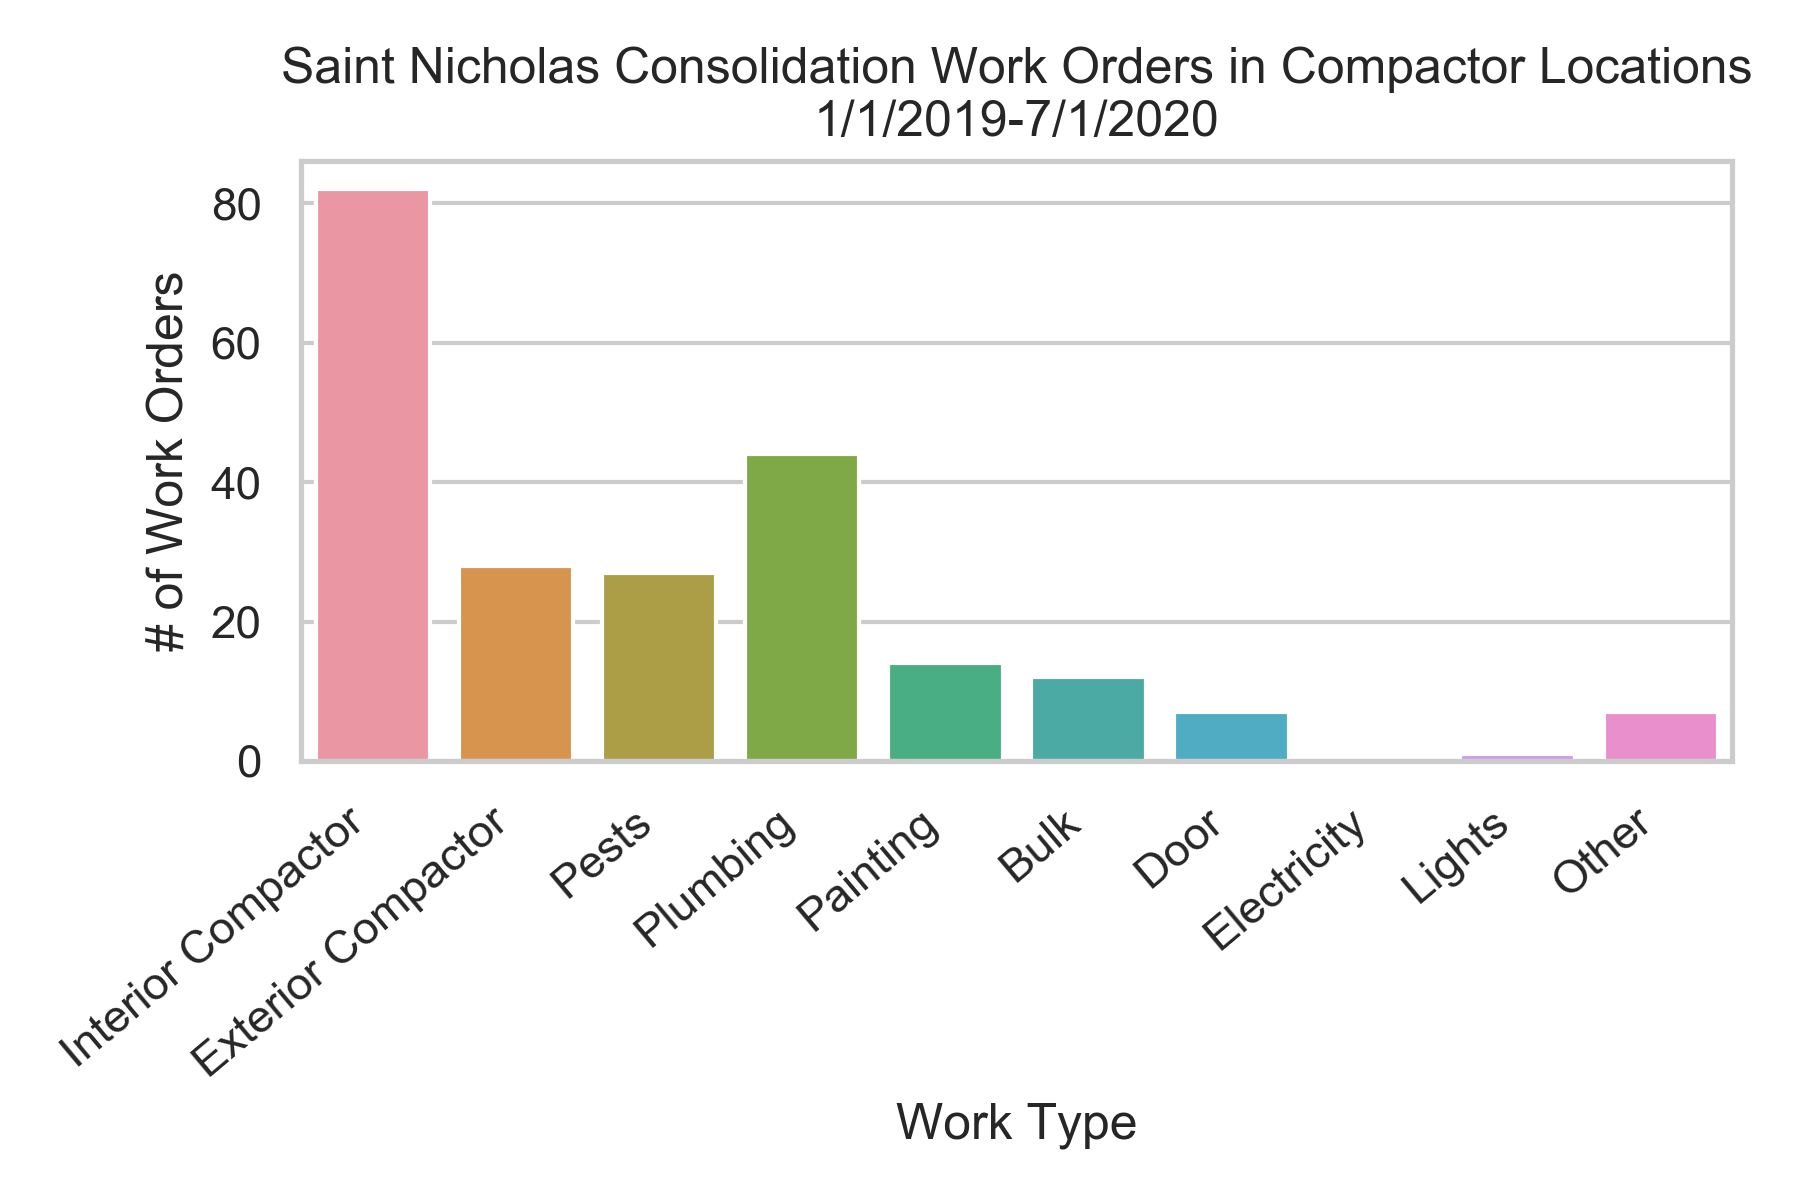 Saint Nicholas Consolidation Work Orders in Compactor Locations
1/1/2019-7/1/2020
# of Work Orders
80
60
40
20
0
Interior Compactor
Exterior Compactor
Pests
Plumbing
Painting
Bulk
Door
Electricity
Lights
Other
Work Type